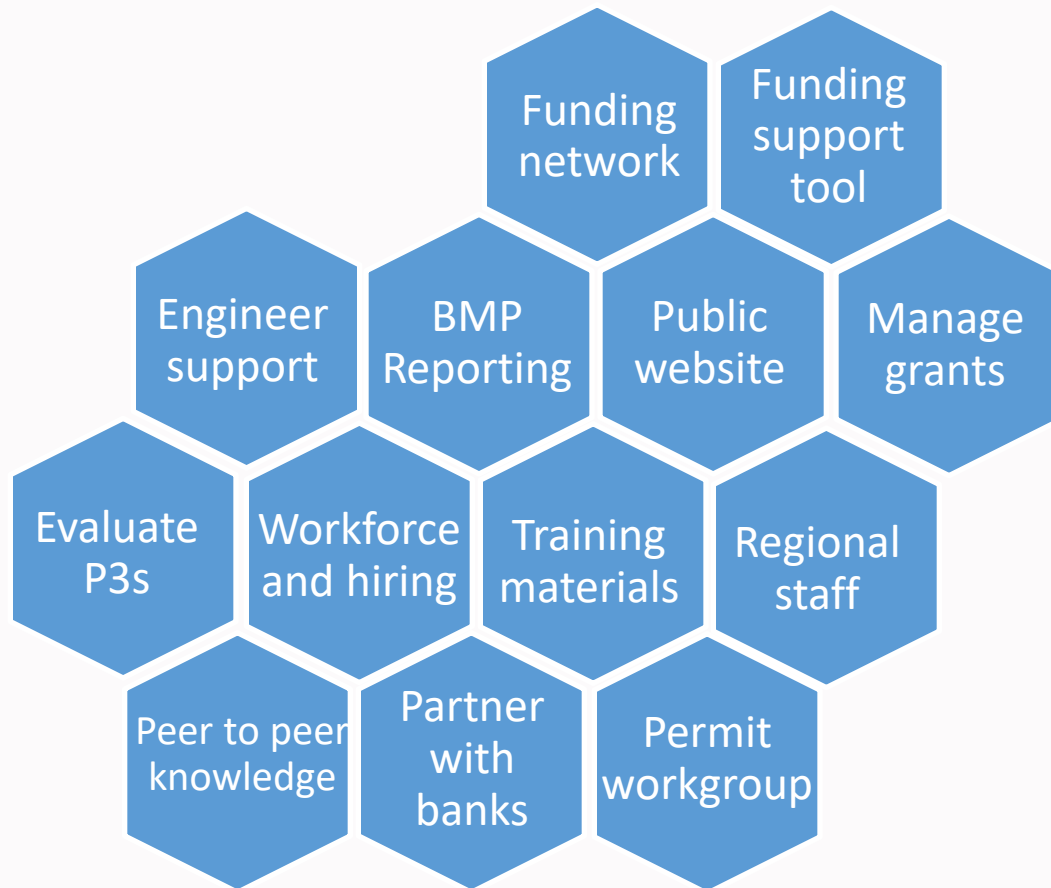 Funding
network
Funding
support
tool
Engineer
support
BMP
Reporting
Public
website
Manage
grants
Evaluate
P3s
Workforce
and hiring
Training
materials
Regional
staff
Peer to peer
knowledge
Partner
with
banks
Permit
workgroup